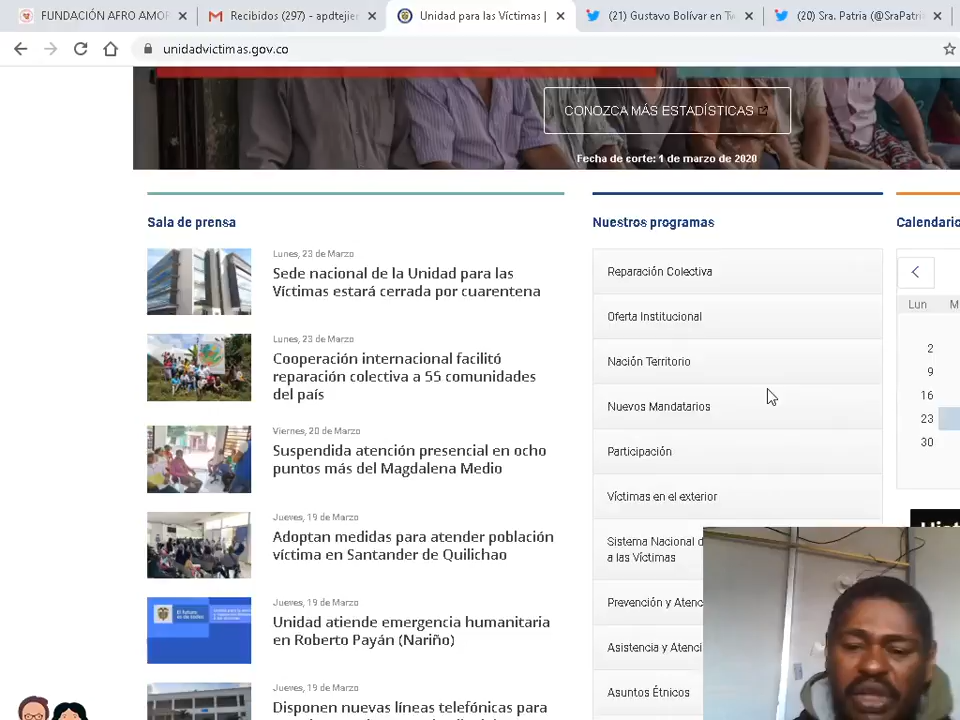 FUNDACIÓN AFRO AMOR
Recibidos (297) - apdtejier
Unidad para las Víctimas |
(21) Gustavo Bolívar en Tw
(20) Sra. Patria (@SraPatri
unidadvictimas.gov.co
CONOZCA MÁS ESTADÍSTICAS
Fecha de corte: 1 de marzo de 2020
Sala de prensa
Lunes, 23 de Marzo
Sede nacional de la Unidad para las
Víctimas estará cerrada por cuarentena
Lunes, 23 de Marzo
Cooperación internacional facilitó
reparación colectiva a 55 comunidades
del país
Viernes, 20 de Marzo
Suspendida atención presencial en ocho
puntos más del Magdalena Medio
Jueves, 19 de Marzo
Adoptan medidas para atender población
víctima en Santander de Quilichao
Jueves, 19 de Marzo
Unidad atiende emergencia humanitaria
en Roberto Payán (Nariño)
Jueves, 19 de Marzo
Disponen nuevas líneas telefónicas para
Nuestros programas
Reparación Colectiva
Oferta Institucional
Nación Territorio
Nuevos Mandatarios
Participación
Víctimas en el exterior
Sistema Nacional d
a las Víctimas
Prevención y Atenc
Asistencia y Atenci
Asuntos Étnicos
Calendario
Lun M
2
9
16
23
30